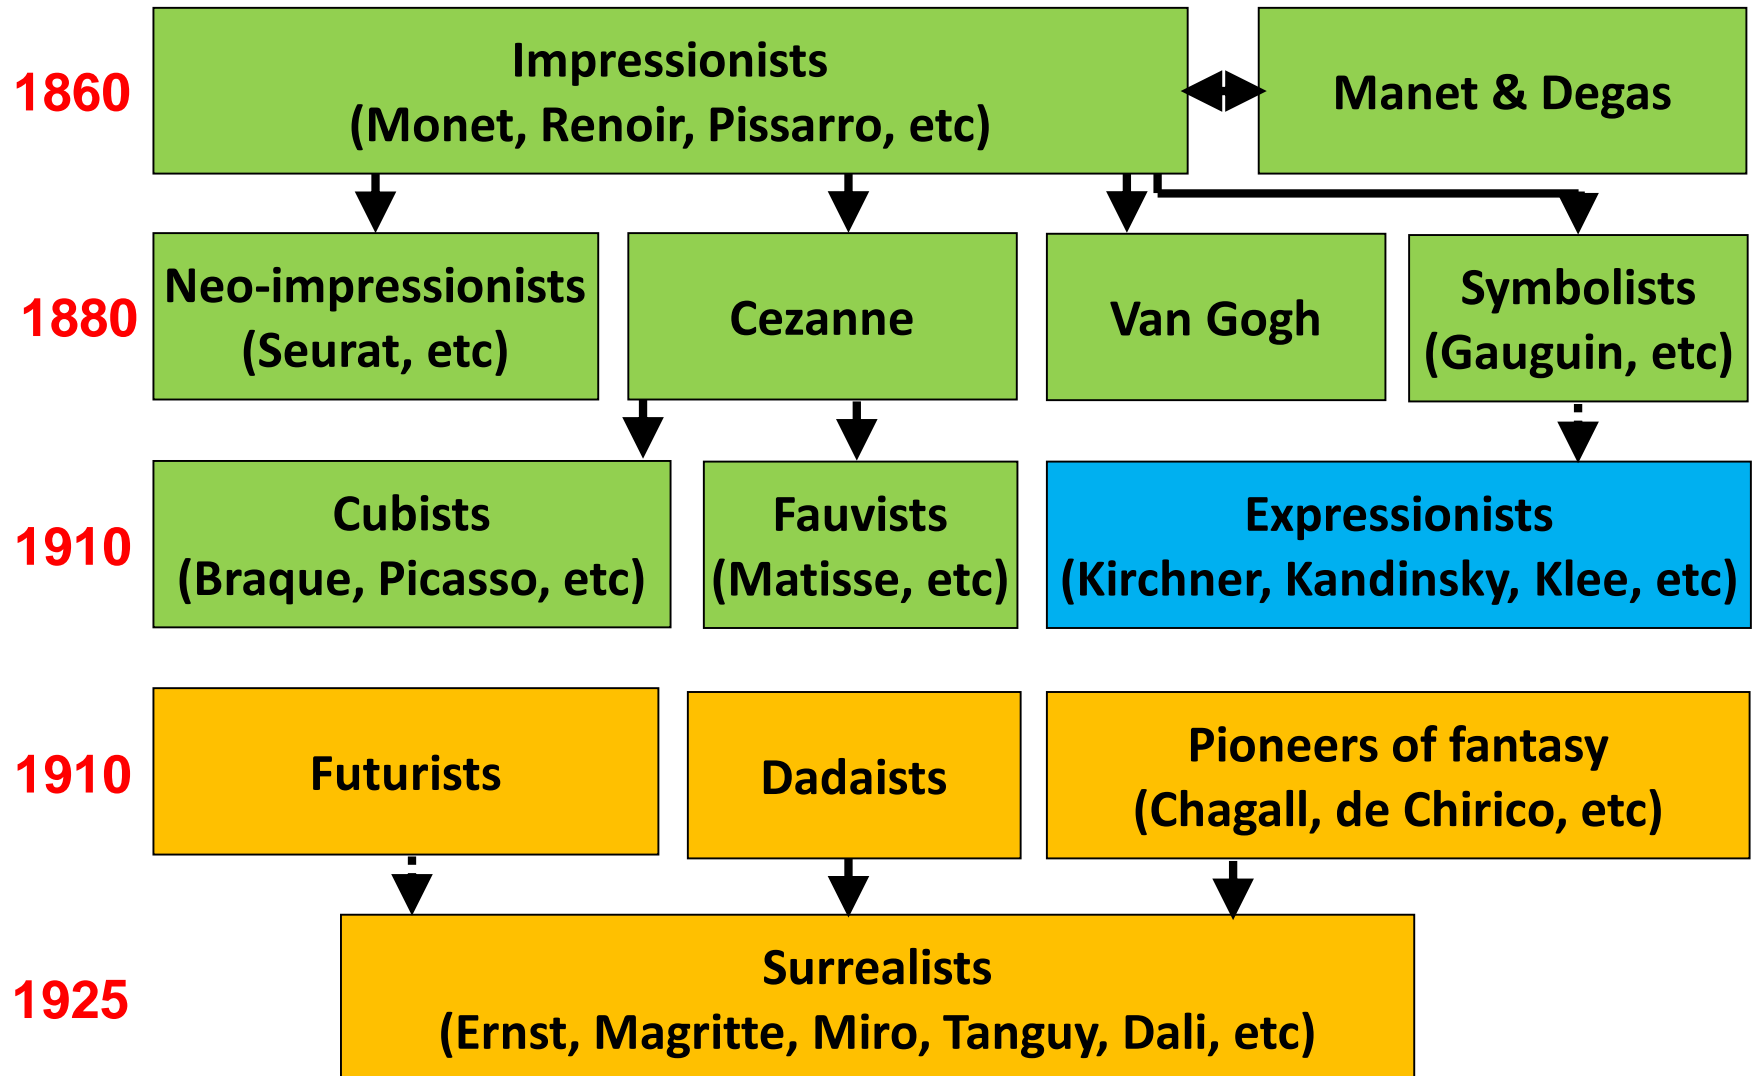 1860
Impressionists
(Monet, Renoir, Pissarro, etc)
Manet & Degas
1880
Neo-impressionists
(Seurat, etc)
Cezanne
Van Gogh
Symbolists
(Gauguin, etc)
1910
Cubists
(Braque, Picasso, etc)
Fauvists
(Matisse, etc)
Expressionists
(Kirchner, Kandinsky, Klee, etc)
1910
Futurists
Dadaists
Pioneers of fantasy
(Chagall, de Chirico, etc)
1925
Surrealists
(Ernst, Magritte, Miro, Tanguy, Dali, etc)